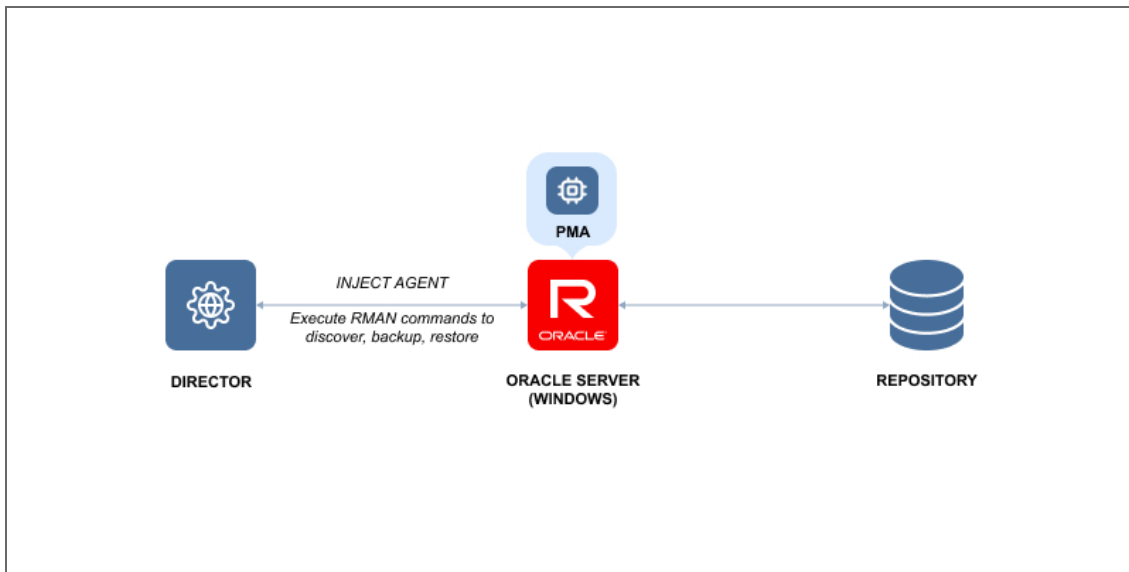 PMA
INJECT AGENT
Execute RMAN commands to
discover, backup, restore
R
ORACLE
DIRECTOR
ORACLE SERVER
(WINDOWS)
REPOSITORY